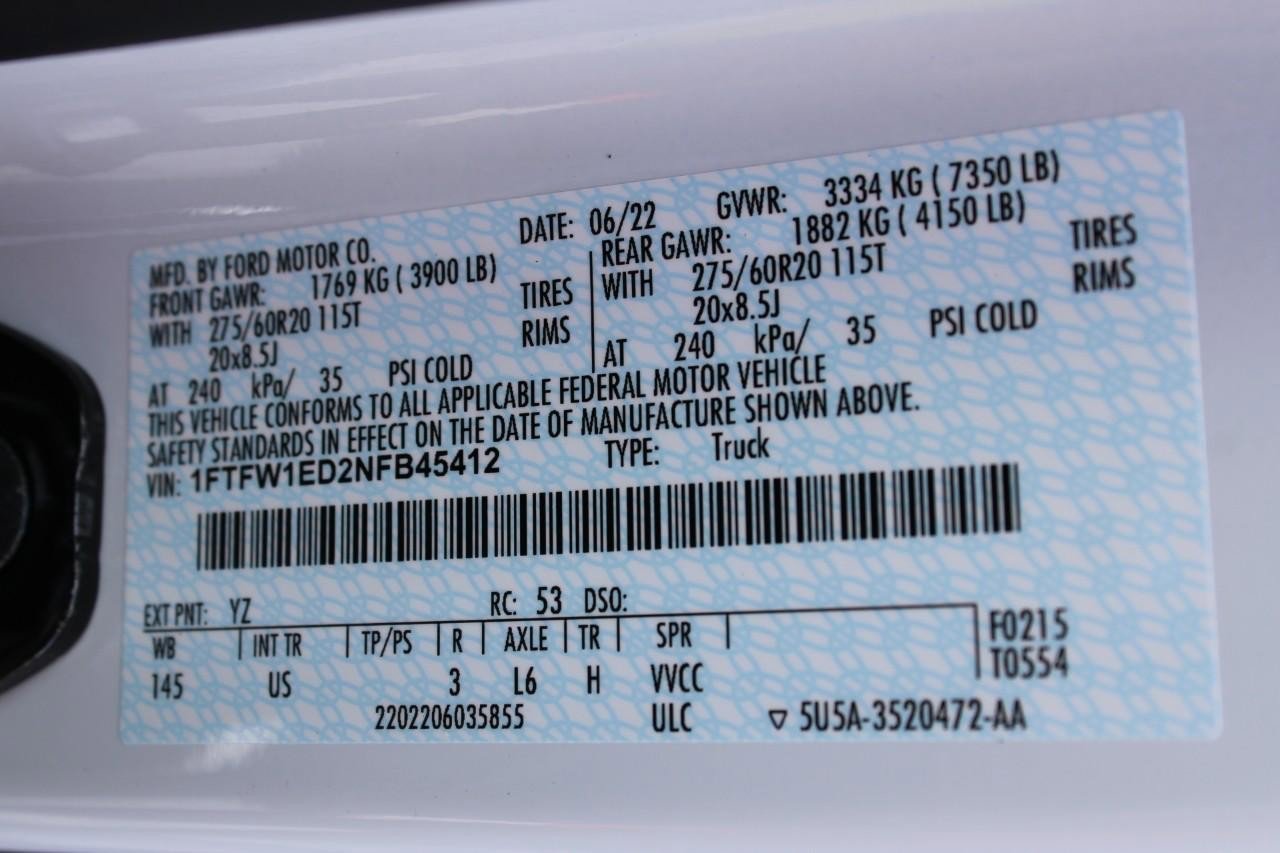 MFD. BY FORD MOTOR CO. DATE: 06/22 GVWR: 3334 KG ( 7350 LB)
FRONT GAWR: 1769 KG ( 3900 LB) REAR GAWR: 1882 KG ( 4150 LB)
WITH 275/60R20 115T TIRES WITH 275/60R20 115T TIRES
20x8.5J RIMS 20x8.5J RIMS
AT 240 kPa/ 35 PSI COLD AT 240 kPa/ 35 PSI COLD
THIS VEHICLE CONFORMS TO ALL APPLICABLE FEDERAL MOTOR VEHICLE
SAFETY STANDARDS IN EFFECT ON THE DATE OF MANUFACTURE SHOWN ABOVE.
VIN: 1FTFW1ED2NFB45412 TYPE: Truck
EXT PNT: YZ RC: 53 DSO:
WB INT TR TP/PS R AXLE TR SPR F0215
145 US 3 L6 H VVCC T0554
2202206035855 ULC ▽ 5U5A-3520472-AA